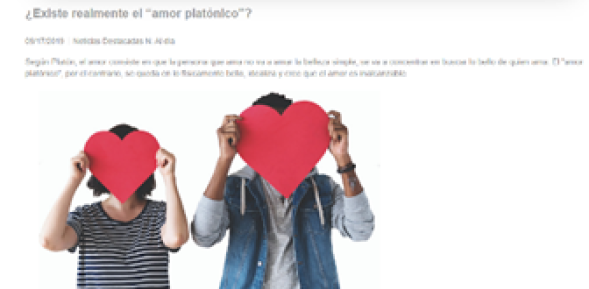 ¿Existe realmente el “amor platónico”?
09/17/2019 | Noticias Destacadas N. Al día
Según Platón, el amor consiste en que la persona que ama no va a amar la belleza simple, se va a concentrar en buscar lo bello de quien ama. El “amor
platónico”, por el contrario, se queda en lo físicamente bello, idealiza y cree que el amor es inalcanzable.